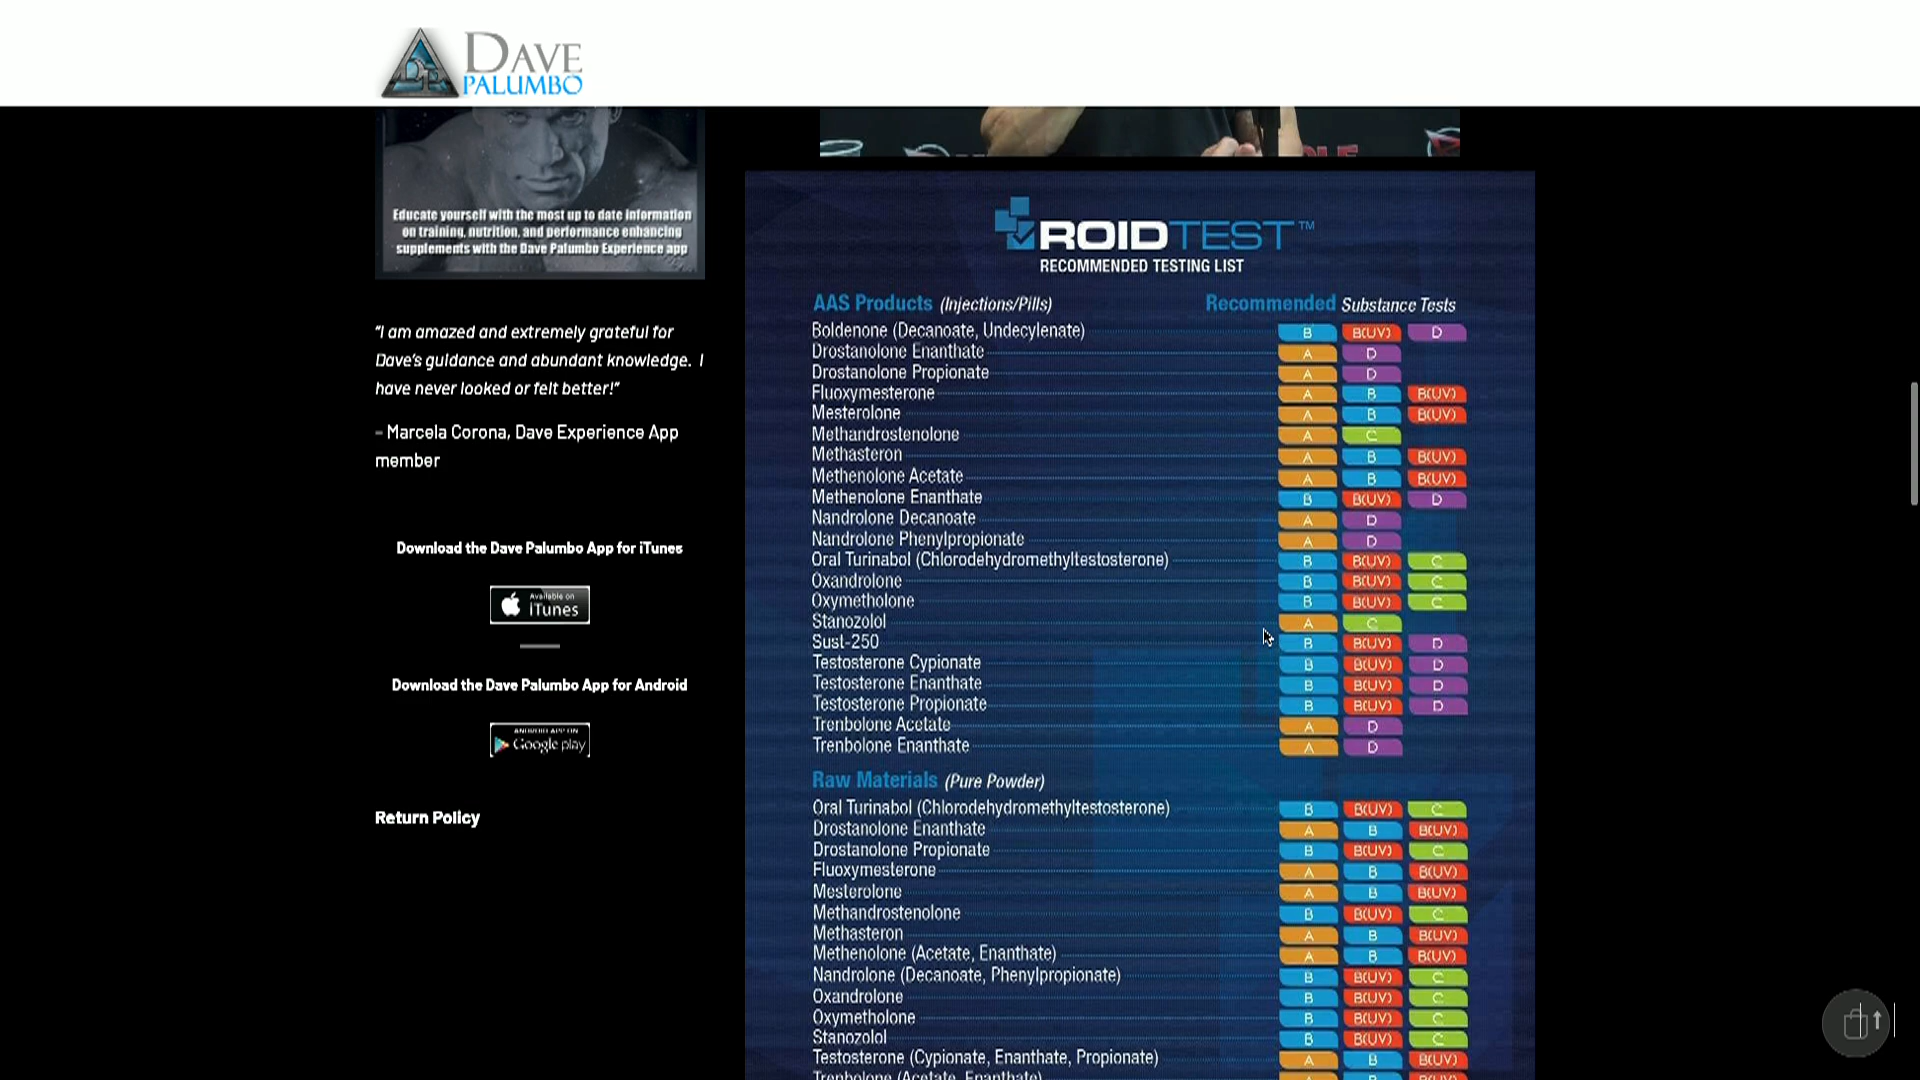 DAVE
PALUMBO
Educate yourself with the most up to date information
on training, nutrition, and performance enhancing
supplements with the Dave Palumbo Experience app
"I am amazed and extremely grateful for
Dave's guidance and abundant knowledge. I
have never looked or felt better!"
– Marcela Corona, Dave Experience App
member
Download the Dave Palumbo App for iTunes
Available on
iTunes
Download the Dave Palumbo App for Android
ANDROID APP ON
Google play
Return Policy
ROIDTEST™
RECOMMENDED TESTING LIST
AAS Products (Injections/Pills) Recommended Substance Tests
Boldenone (Decanoate, Undecylenate) B B(UV) D
Drostanolone Enanthate A D
Drostanolone Propionate A D
Fluoxymesterone A B B(UV)
Mesterolone A B B(UV)
Methandrostenolone A C
Methasteron A B B(UV)
Methenolone Acetate A B B(UV)
Methenolone Enanthate B B(UV) D
Nandrolone Decanoate A D
Nandrolone Phenylpropionate A D
Oral Turinabol (Chlorodehydromethyltestosterone) B B(UV) C
Oxandrolone B B(UV) C
Oxymetholone B B(UV) C
Stanozolol A C
Sust-250 B B(UV) D
Testosterone Cypionate B B(UV) D
Testosterone Enanthate B B(UV) D
Testosterone Propionate B B(UV) D
Trenbolone Acetate A D
Trenbolone Enanthate A D
Raw Materials (Pure Powder)
Oral Turinabol (Chlorodehydromethyltestosterone) B B(UV) C
Drostanolone Enanthate A B B(UV)
Drostanolone Propionate B B(UV) C
Fluoxymesterone A B B(UV)
Mesterolone A B B(UV)
Methandrostenolone B B(UV) C
Methasteron A B B(UV)
Methenolone (Acetate, Enanthate) A B B(UV)
Nandrolone (Decanoate, Phenylpropionate) B B(UV) C
Oxandrolone B B(UV) C
Oxymetholone B B(UV) C
Stanozolol B B(UV) C
Testosterone (Cypionate, Enanthate, Propionate) A B B(UV)
Trenbolone (Acetate, Enanthate)